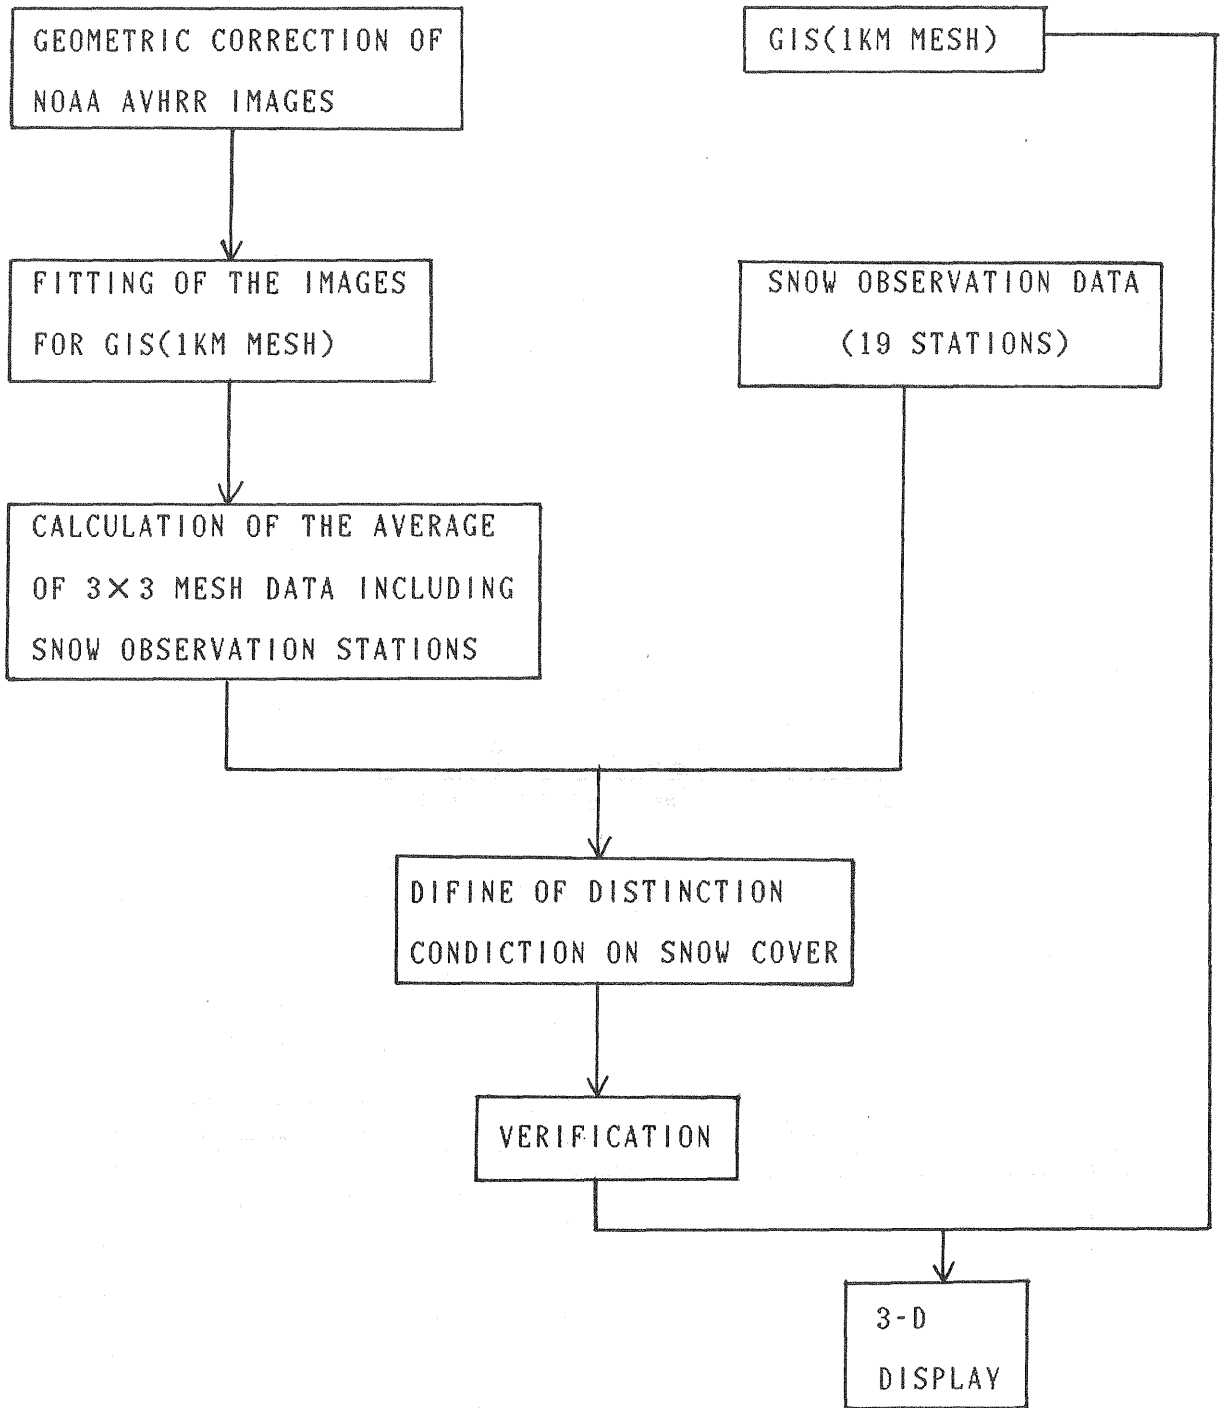 GEOMETRIC CORRECTION OF
NOAA AVHRR IMAGES
GIS(1KM MESH)
FITTING OF THE IMAGES
FOR GIS(1KM MESH)
SNOW OBSERVATION DATA
(19 STATIONS)
CALCULATION OF THE AVERAGE
OF 3×3 MESH DATA INCLUDING
SNOW OBSERVATION STATIONS
DIFINE OF DISTINCTION
CONDICTION ON SNOW COVER
VERIFICATION
3-D
DISPLAY